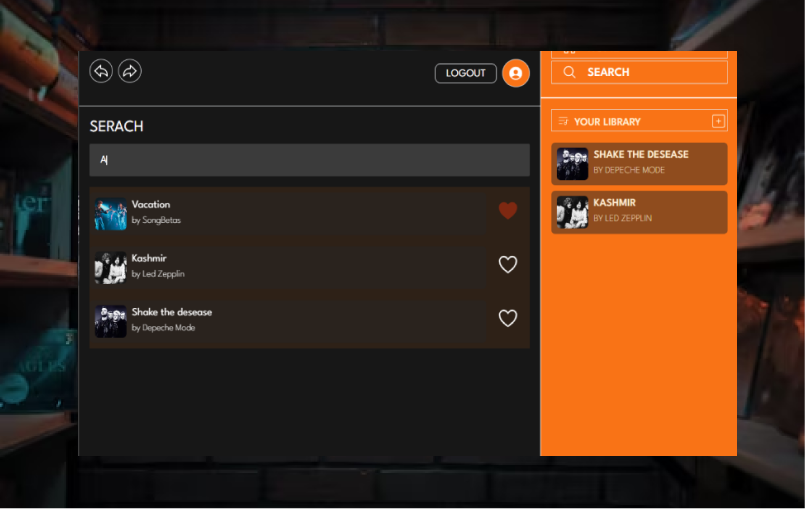 LOGOUT
SEARCH
SERACH
A
Vacation
by SongBetas
Kashmir
by Led Zepplin
Shake the desease
by Depeche Mode
YOUR LIBRARY
SHAKE THE DESEASE
BY DEPECHE MODE
KASHMIR
BY LED ZEPPLIN